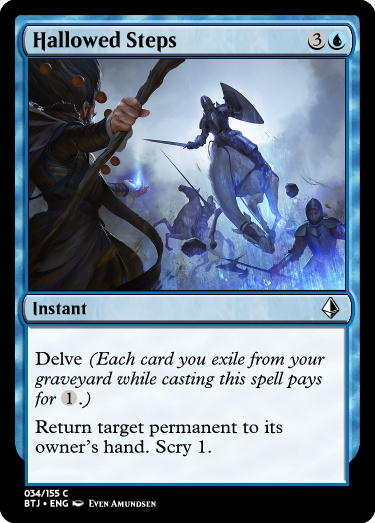 Hallowed Steps 3
Instant
Delve (Each card you exile from your
graveyard while casting this spell pays
for 1.)
Return target permanent to its
owner's hand. Scry 1.
034/155 C
BTJ • ENG Even Amundsen